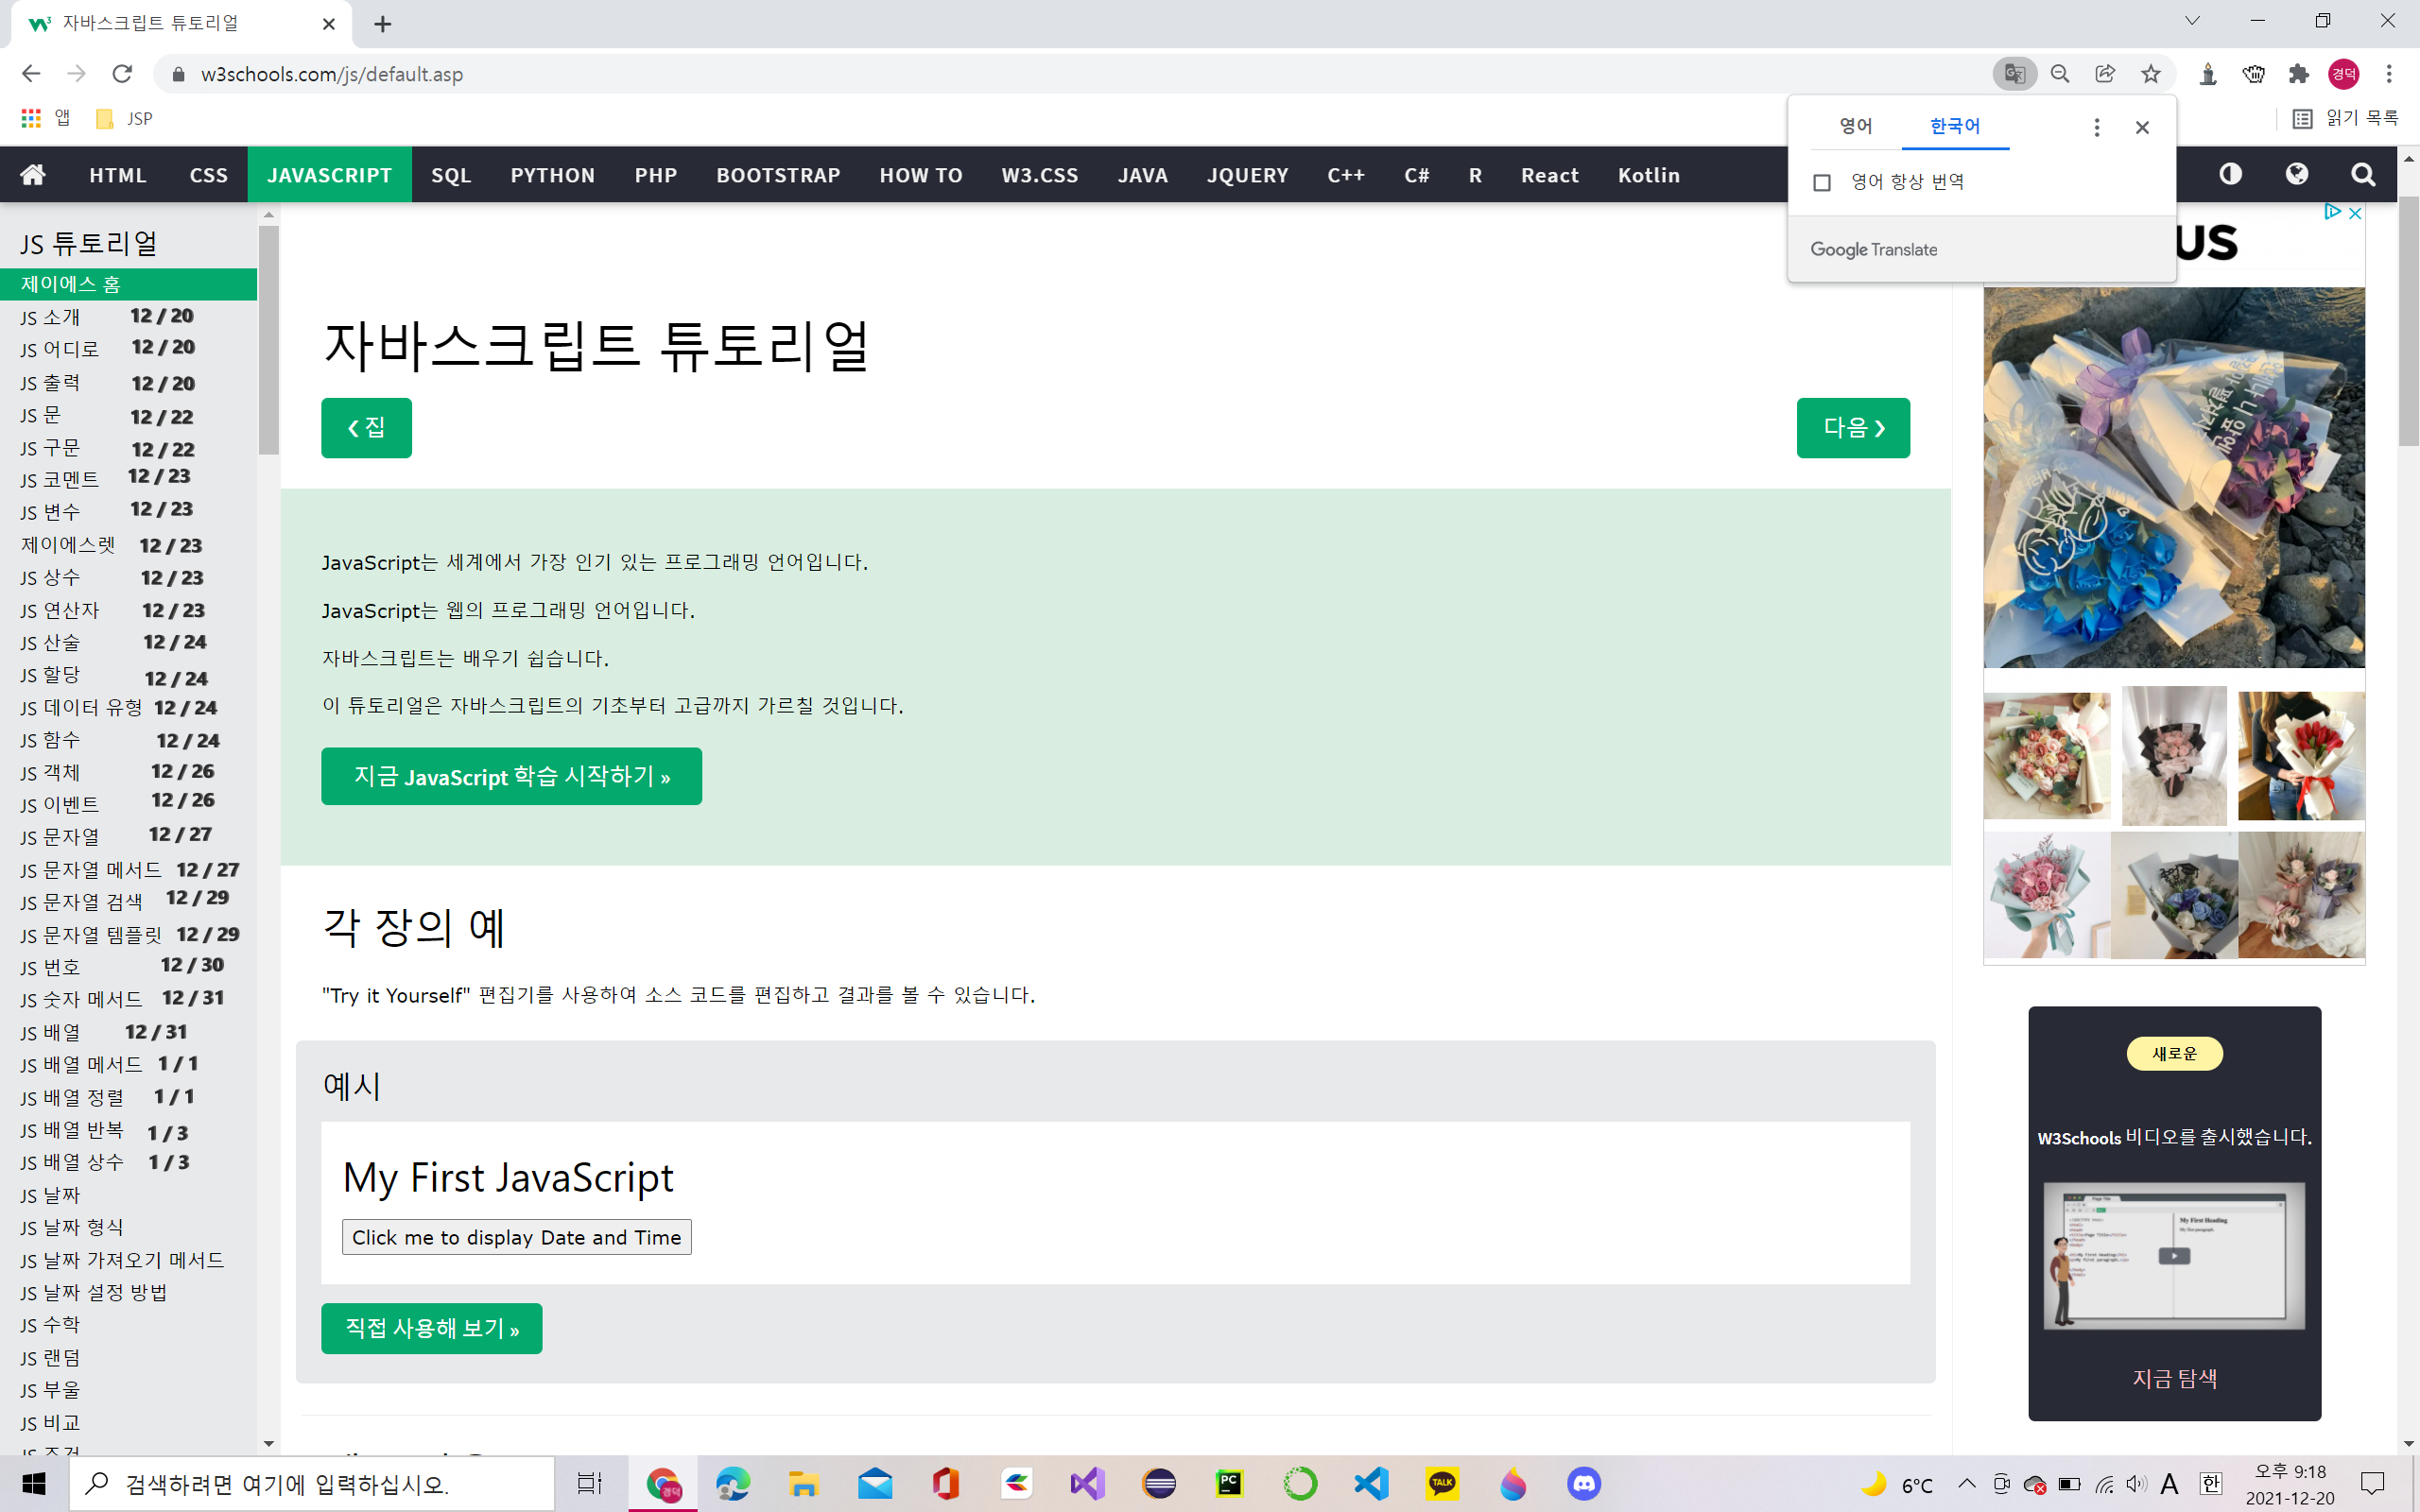 자바스크립트 튜토리얼
w3schools.com/js/default.asp
경덕
앱
JSP
읽기 목록
영어 한국어
영어 항상 번역
Google Translate
HTML CSS JAVASCRIPT SQL PYTHON PHP BOOTSTRAP HOW TO W3.CSS JAVA JQUERY C++ C# R React Kotlin
JS 튜토리얼
제이에스 홈
JS 소개 12 / 20
JS 어디로 12 / 20
JS 출력 12 / 20
JS 문 12 / 22
JS 구문 12 / 22
JS 코멘트 12 / 23
JS 변수 12 / 23
제이에스렛 12 / 23
JS 상수 12 / 23
JS 연산자 12 / 23
JS 산술 12 / 24
JS 할당 12 / 24
JS 데이터 유형 12 / 24
JS 함수 12 / 24
JS 객체 12 / 26
JS 이벤트 12 / 26
JS 문자열 12 / 27
JS 문자열 메서드 12 / 27
JS 문자열 검색 12 / 29
JS 문자열 템플릿 12 / 29
JS 번호 12 / 30
JS 숫자 메서드 12 / 31
JS 배열 12 / 31
JS 배열 메서드 1 / 1
JS 배열 정렬 1 / 1
JS 배열 반복 1 / 3
JS 배열 상수 1 / 3
JS 날짜
JS 날짜 형식
JS 날짜 가져오기 메서드
JS 날짜 설정 방법
JS 수학
JS 랜덤
JS 부울
JS 비교
자바스크립트 튜토리얼
❮ 집
다음 ❯
JavaScript는 세계에서 가장 인기 있는 프로그래밍 언어입니다.
JavaScript는 웹의 프로그래밍 언어입니다.
자바스크립트는 배우기 쉽습니다.
이 튜토리얼은 자바스크립트의 기초부터 고급까지 가르칠 것입니다.
지금 JavaScript 학습 시작하기 »
각 장의 예
"Try it Yourself" 편집기를 사용하여 소스 코드를 편집하고 결과를 볼 수 있습니다.
예시
My First JavaScript
Click me to display Date and Time
직접 사용해 보기 »
US
새로운
W3Schools 비디오를 출시했습니다.
My First Heading
지금 탐색
검색하려면 여기에 입력하십시오.
경덕
PC
TALK
6°C
A
한
오후 9:18
2021-12-20